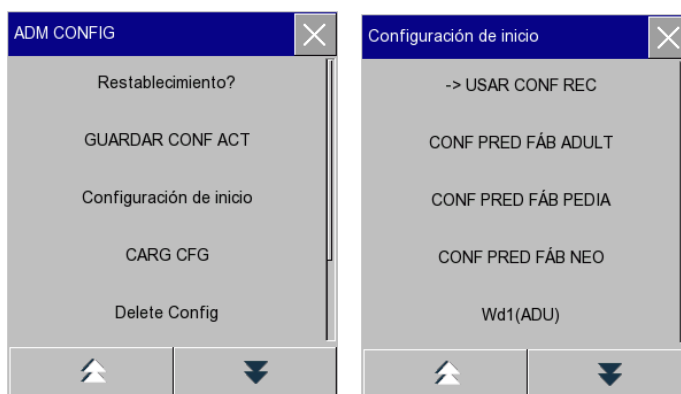 ADM CONFIG
Restablecimiento?
GUARDAR CONF ACT
Configuración de inicio
CARG CFG
Delete Config
Configuración de inicio
-> USAR CONF REC
CONF PRED FÁB ADULT
CONF PRED FÁB PEDIA
CONF PRED FÁB NEO
Wd1(ADU)